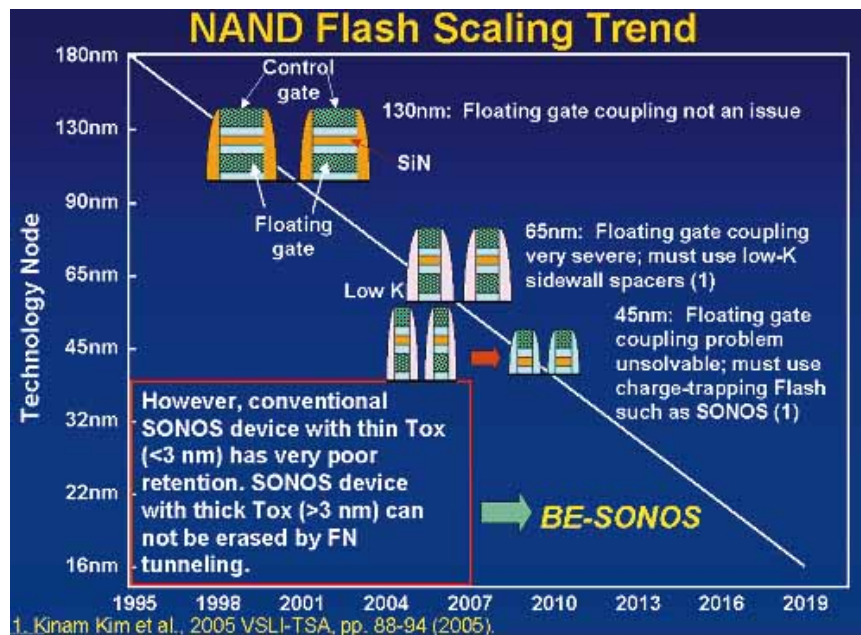 NAND Flash Scaling Trend
180nm
130nm
90nm
65nm
45nm
32nm
22nm
16nm
Technology Node
Control
gate
130nm: Floating gate coupling not an issue
SiN
Floating
gate
65nm: Floating gate coupling
very severe; must use low-K
sidewall spacers (1)
Low K
45nm: Floating gate
coupling problem
unsolvable; must use
charge-trapping Flash
such as SONOS (1)
However, conventional
SONOS device with thin Tox
(<3 nm) has very poor
retention. SONOS device
with thick Tox (>3 nm) can
not be erased by FN
tunneling.
BE-SONOS
1995 1998 2001 2004 2007 2010 2013 2016 2019
1. Kinam Kim et al., 2005 VSLI-TSA, pp. 88-94 (2005).